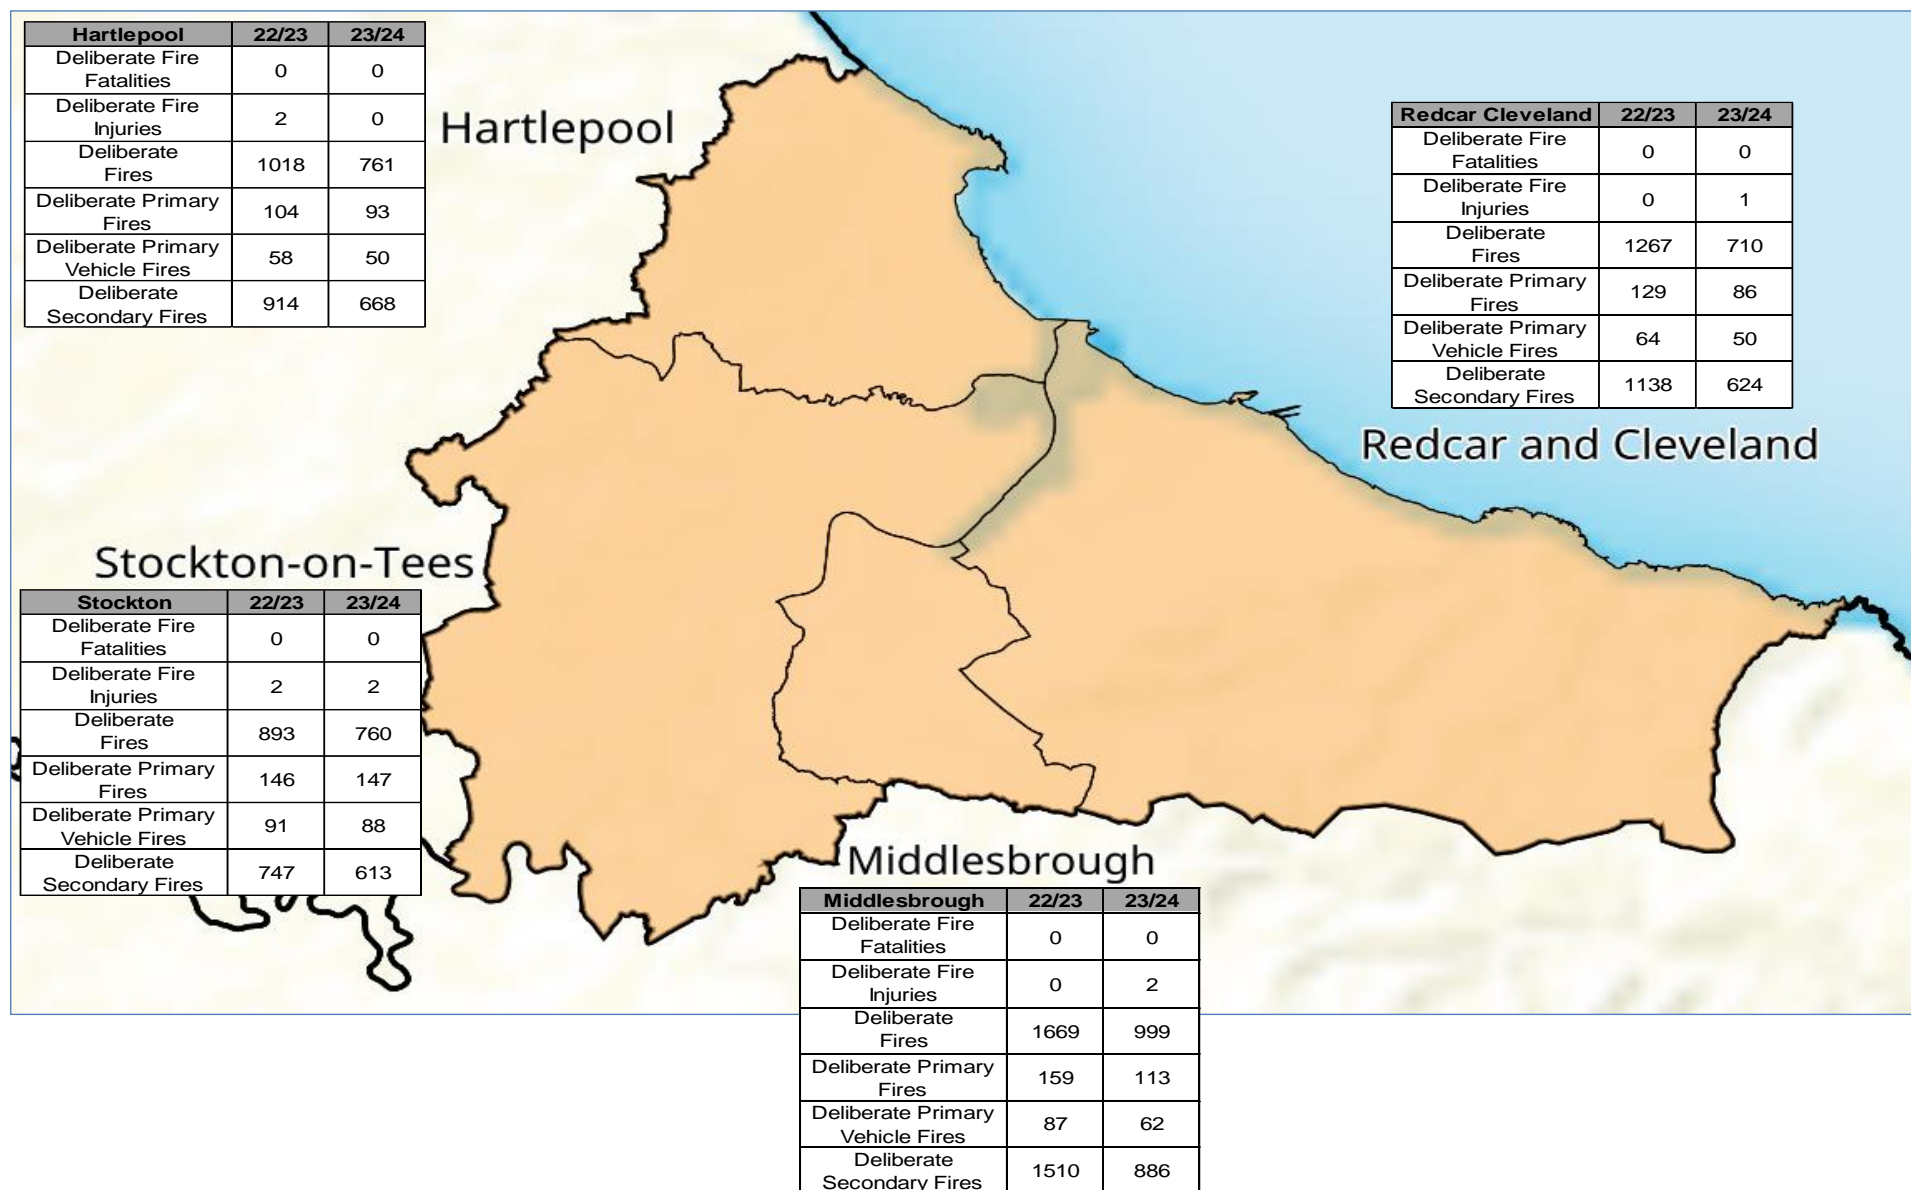 Hartlepool 22/23 23/24
Deliberate Fire
Fatalities 0 0
Deliberate Fire
Injuries 2 0
Deliberate
Fires 1018 761
Deliberate Primary
Fires 104 93
Deliberate Primary
Vehicle Fires 58 50
Deliberate
Secondary Fires 914 668
Hartlepool
Redcar Cleveland 22/23 23/24
Deliberate Fire
Fatalities 0 0
Deliberate Fire
Injuries 0 1
Deliberate
Fires 1267 710
Deliberate Primary
Fires 129 86
Deliberate Primary
Vehicle Fires 64 50
Deliberate
Secondary Fires 1138 624
Redcar and Cleveland
Stockton-on-Tees
Stockton 22/23 23/24
Deliberate Fire
Fatalities 0 0
Deliberate Fire
Injuries 2 2
Deliberate
Fires 893 760
Deliberate Primary
Fires 146 147
Deliberate Primary
Vehicle Fires 91 88
Deliberate
Secondary Fires 747 613
Middlesbrough
Middlesbrough 22/23 23/24
Deliberate Fire
Fatalities 0 0
Deliberate Fire
Injuries 0 2
Deliberate
Fires 1669 999
Deliberate Primary
Fires 159 113
Deliberate Primary
Vehicle Fires 87 62
Deliberate
Secondary Fires 1510 886